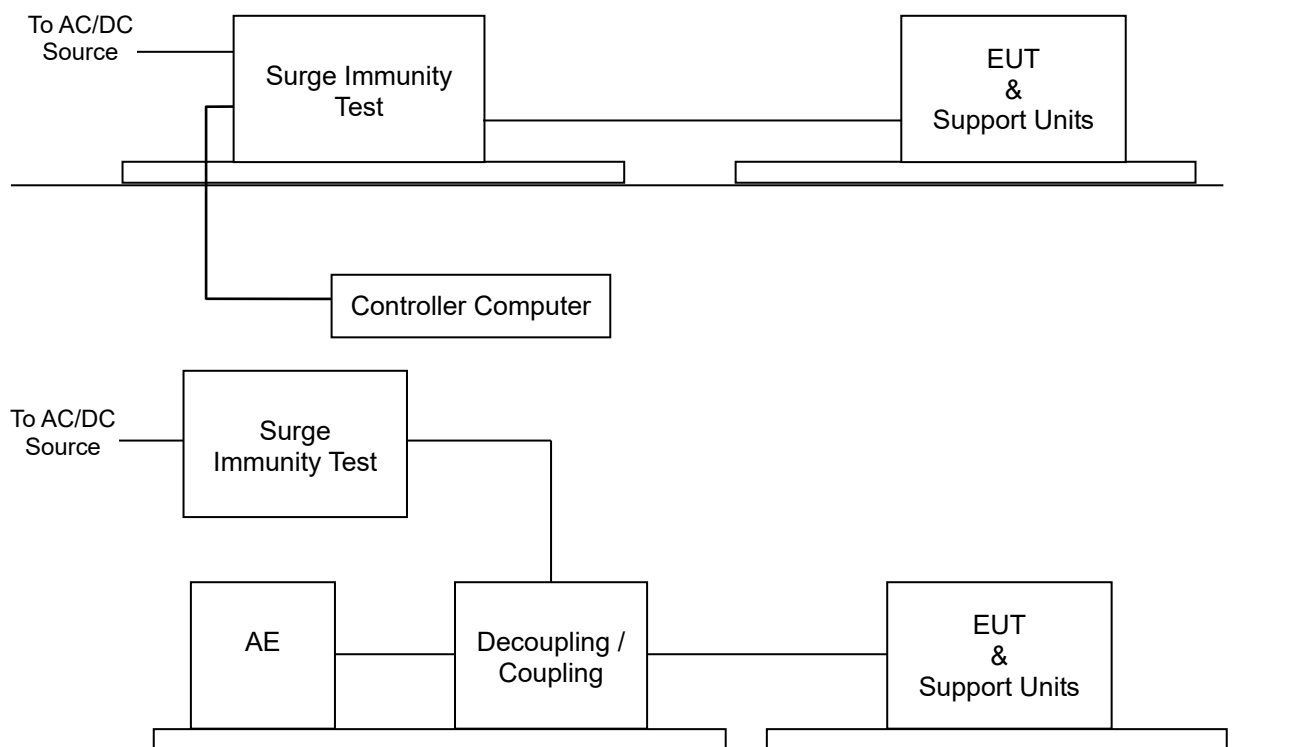 To AC/DC
Source
Surge Immunity
Test
EUT
&
Support Units
Controller Computer
To AC/DC
Source
Surge
Immunity Test
AE
Decoupling /
Coupling
EUT
&
Support Units